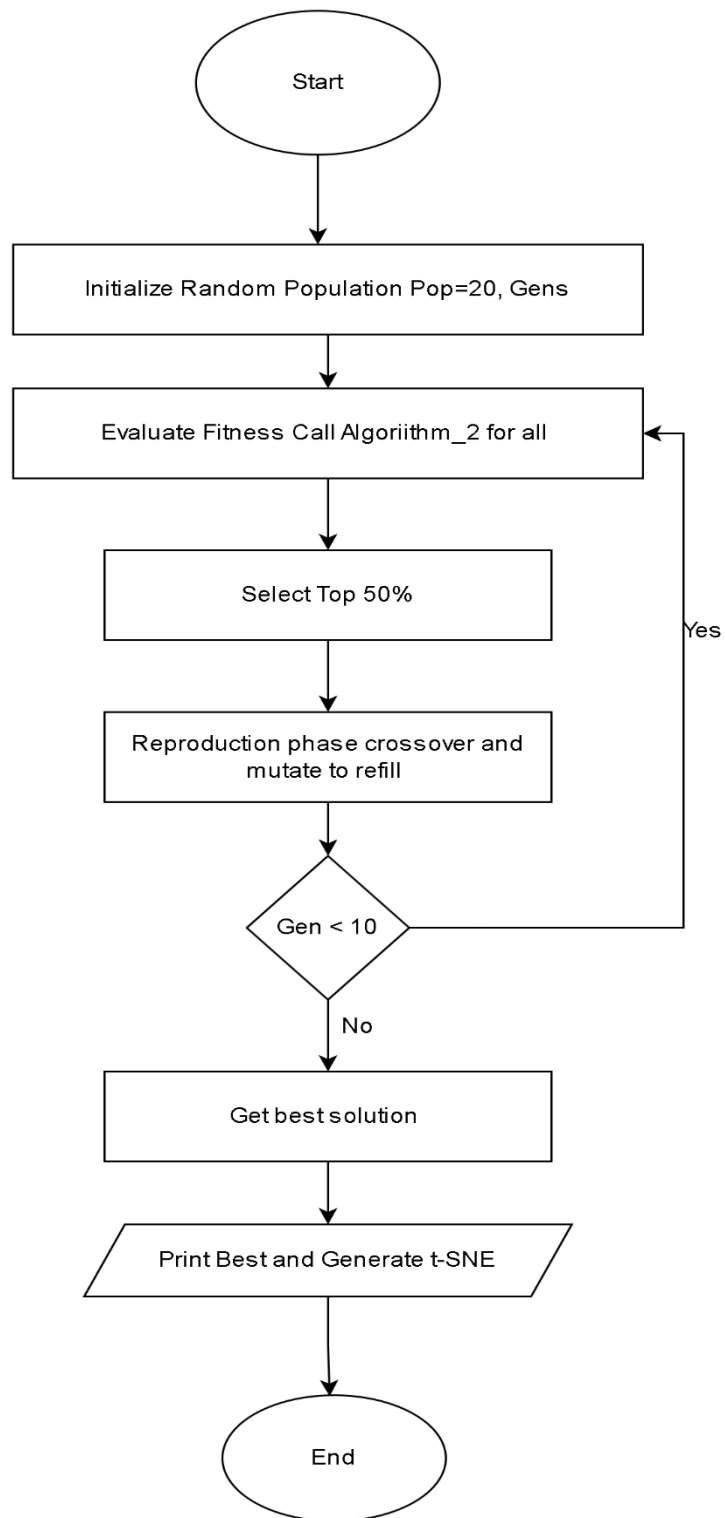 Start
Initialize Random Population Pop=20, Gens
Evaluate Fitness Call Algoriithm_2 for all
Select Top 50%
Yes
Reproduction phase crossover and
mutate to refill
Gen < 10
No
Get best solution
Print Best and Generate t-SNE
End